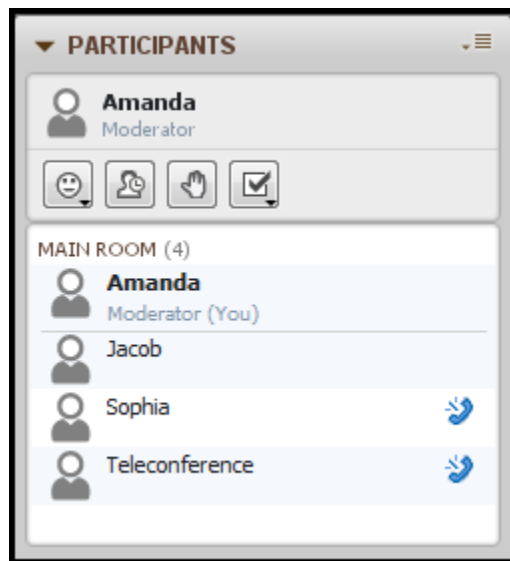 PARTICIPANTS
Amanda
Moderator
MAIN ROOM (4)
Amanda
Moderator (You)
Jacob
Sophia
Teleconference